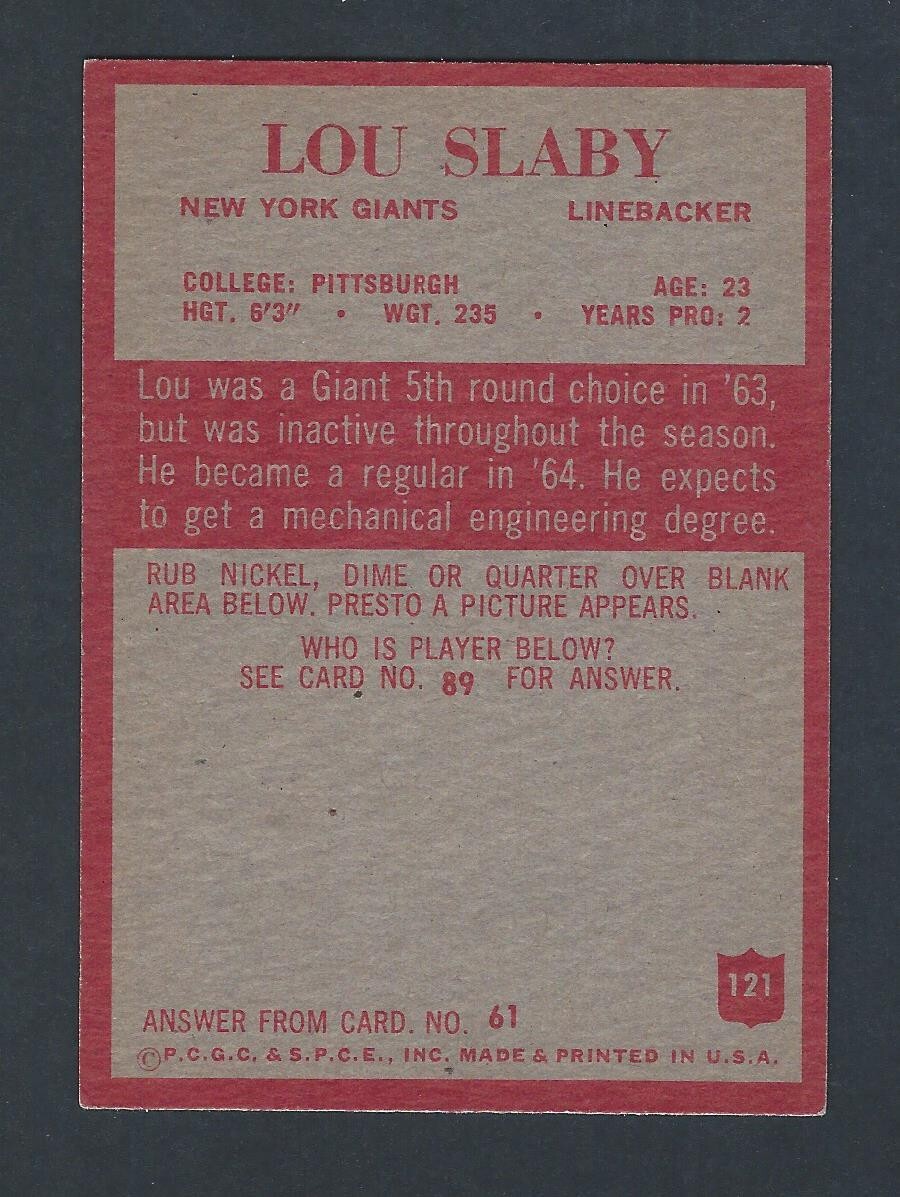 LOU SLABY
NEW YORK GIANTS LINEBACKER
COLLEGE: PITTSBURGH AGE: 23
HGT. 6'3" • WGT. 235 • YEARS PRO: 2
Lou was a Giant 5th round choice in '63,
but was inactive throughout the season.
He became a regular in '64. He expects
to get a mechanical engineering degree.
RUB NICKEL, DIME OR QUARTER OVER BLANK
AREA BELOW. PRESTO A PICTURE APPEARS.
WHO IS PLAYER BELOW?
SEE CARD NO. 89 FOR ANSWER.
121
ANSWER FROM CARD. NO. 61
©P.C.G.C. & S.P.C.E., INC. MADE & PRINTED IN U.S.A.